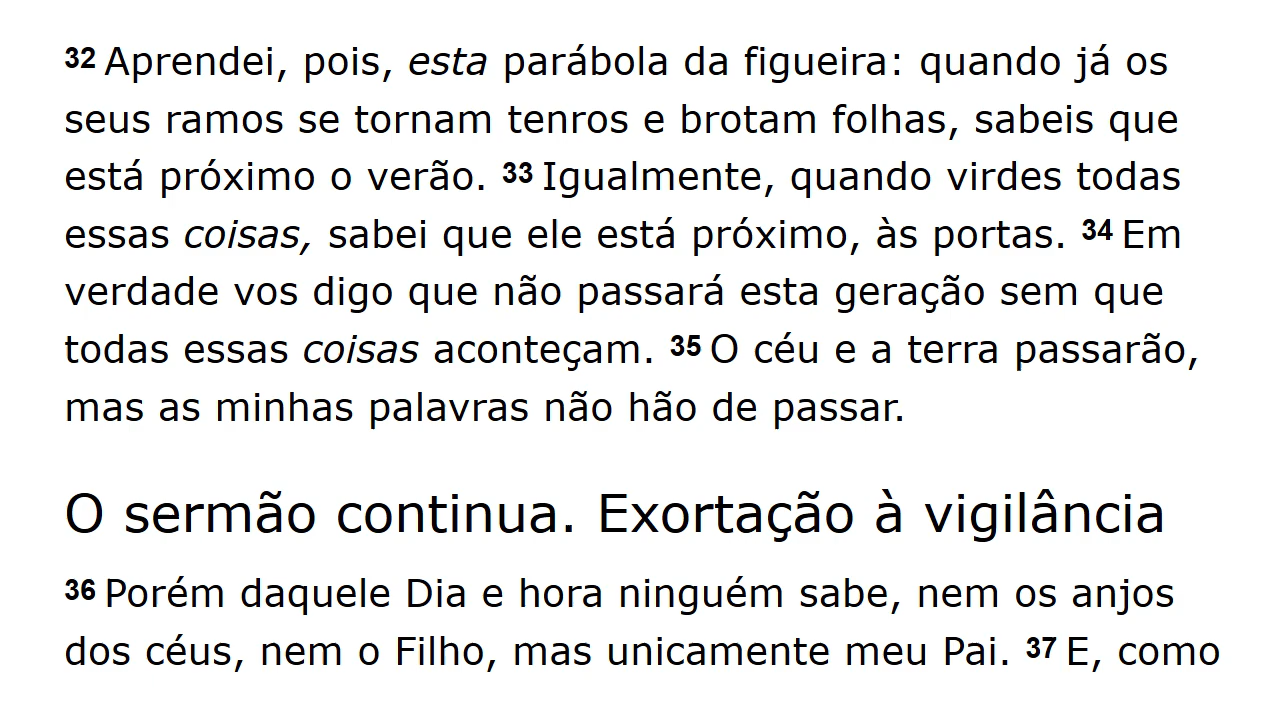 32 Aprendei, pois, esta parábola da figueira: quando já os
seus ramos se tornam tenros e brotam folhas, sabeis que
está próximo o verão. 33 Igualmente, quando virdes todas
essas coisas, sabei que ele está próximo, às portas. 34 Em
verdade vos digo que não passará esta geração sem que
todas essas coisas aconteçam. 35 O céu e a terra passarão,
mas as minhas palavras não hão de passar.
O sermão continua. Exortação à vigilância
36 Porém daquele Dia e hora ninguém sabe, nem os anjos
dos céus, nem o Filho, mas unicamente meu Pai. 37 E, como